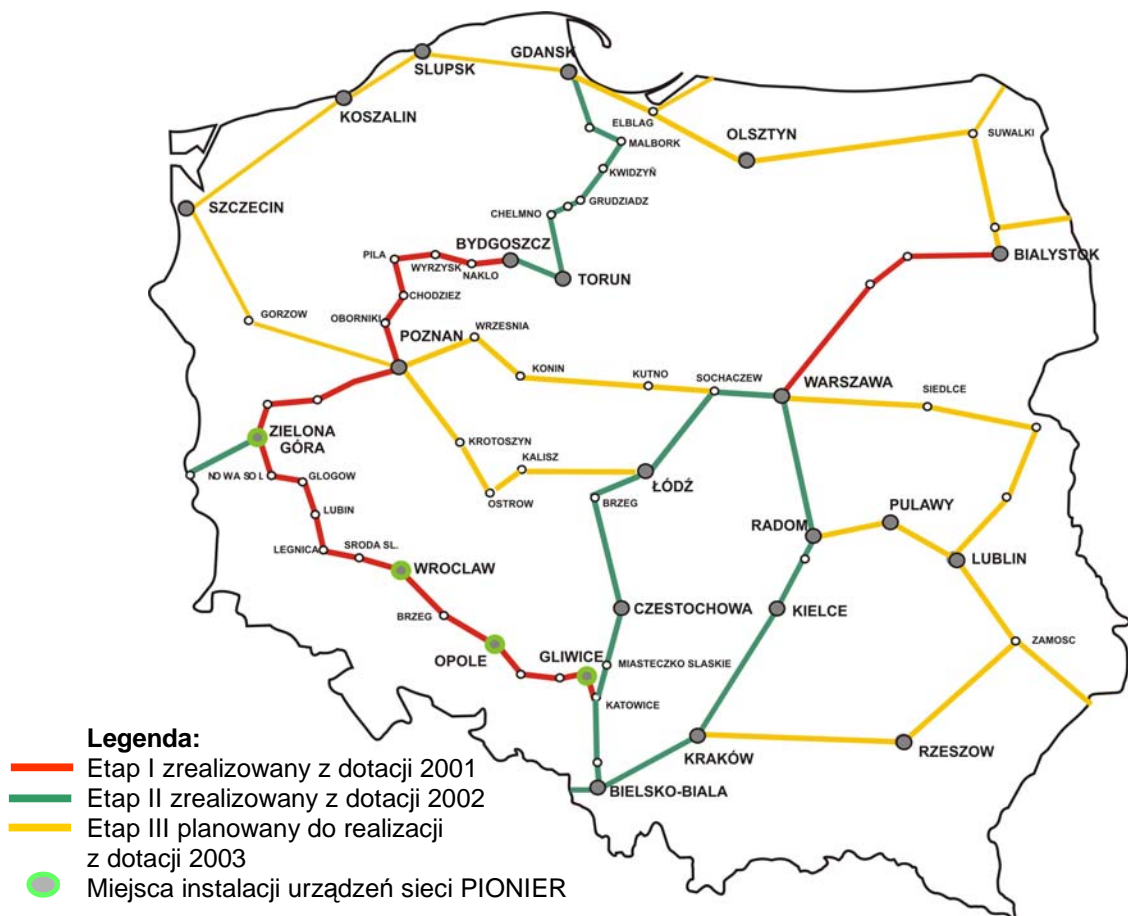 GDANSK
SLUPSK
KOSZALIN
ELBLAG
OLSZTYN
SUWALKI
MALBORK
KWIDZYŃ
GRUDZIADZ
SZCZECIN
CHELMNO
BYDGOSZCZ
PILA
WYRZYSK
NAKLO
TORUN
BIALYSTOK
CHODZIEZ
GORZOW
OBORNIKI
POZNAN
WRZESNIA
KONIN
KUTNO
SOCHACZEW
WARSZAWA
SIEDLCE
ZIELONA
GÓRA
KROTOSZYN
KALISZ
NOWA SOL
GLOGOW
ŁÓDŹ
OSTROW
BRZEG
LUBIN
PULAWY
RADOM
LEGNICA
SRODA SL.
WROCLAW
LUBLIN
BRZEG
CZESTOCHOWA
KIELCE
OPOLE
GLIWICE
MIASTECZKO SLASKIE
ZAMOSC
KATOWICE
KRAKÓW
RZESZOW
BIELSKO-BIALA
Legenda:
Etap I zrealizowany z dotacji 2001
Etap II zrealizowany z dotacji 2002
Etap III planowany do realizacji
z dotacji 2003
Miejsca instalacji urządzeń sieci PIONIER